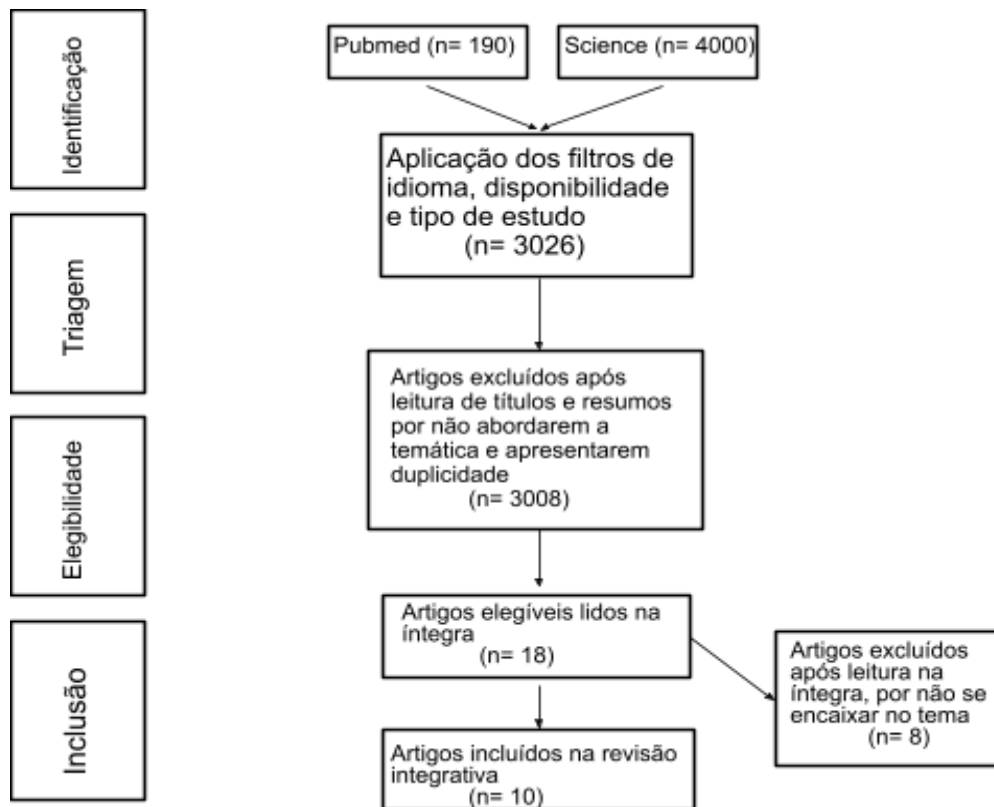 Identificação
Pubmed (n= 190)
Science (n= 4000)
Aplicação dos filtros de
idioma, disponibilidade
e tipo de estudo
(n= 3026)
Triagem
Artigos excluídos após
leitura de títulos e resumos
por não abordarem a
temática e apresentarem
duplicidade
(n= 3008)
Elegibilidade
Artigos elegíveis lidos na
íntegra
(n= 18)
Artigos excluídos
após leitura na
íntegra, por não se
encaixar no tema
(n= 8)
Inclusão
Artigos incluídos na revisão
integrativa
(n= 10)